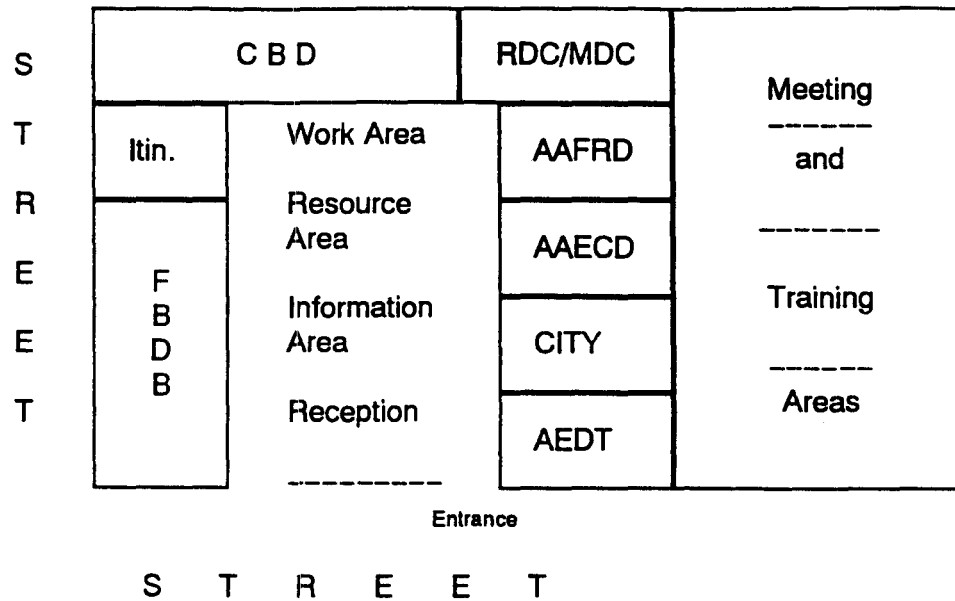 S T R E E T
C B D
RDC/MDC
Itin.
F B D B
Work Area
Resource
Area
Information
Area
Reception
AAFRD
AAECD
CITY
AEDT
Meeting
and
Training
Areas
Entrance
S T R E E T